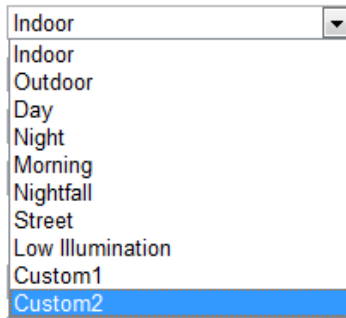 Indoor
Indoor
Outdoor
Day
Night
Morning
Nightfall
Street
Low Illumination
Custom1
Custom2